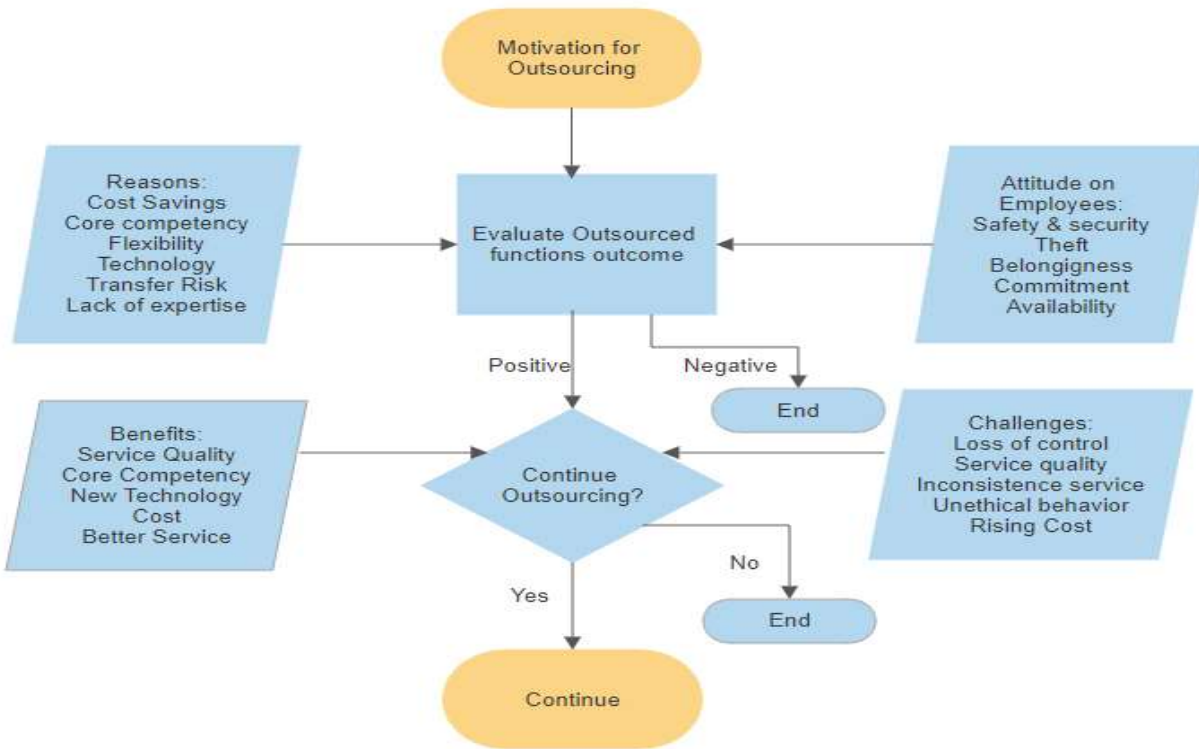 Motivation for
Outsourcing
Reasons:
Cost Savings
Core competency
Flexibility
Technology
Transfer Risk
Lack of expertise
Evaluate Outsourced
functions outcome
Attitude on
Employees:
Safety & security
Theft
Belongigness
Commitment
Availability
Positive
Negative
End
Benefits:
Service Quality
Core Competency
New Technology
Cost
Better Service
Continue
Outsourcing?
Challenges:
Loss of control
Service quality
Inconsistence service
Unethical behavior
Rising Cost
Yes
No
End
Continue